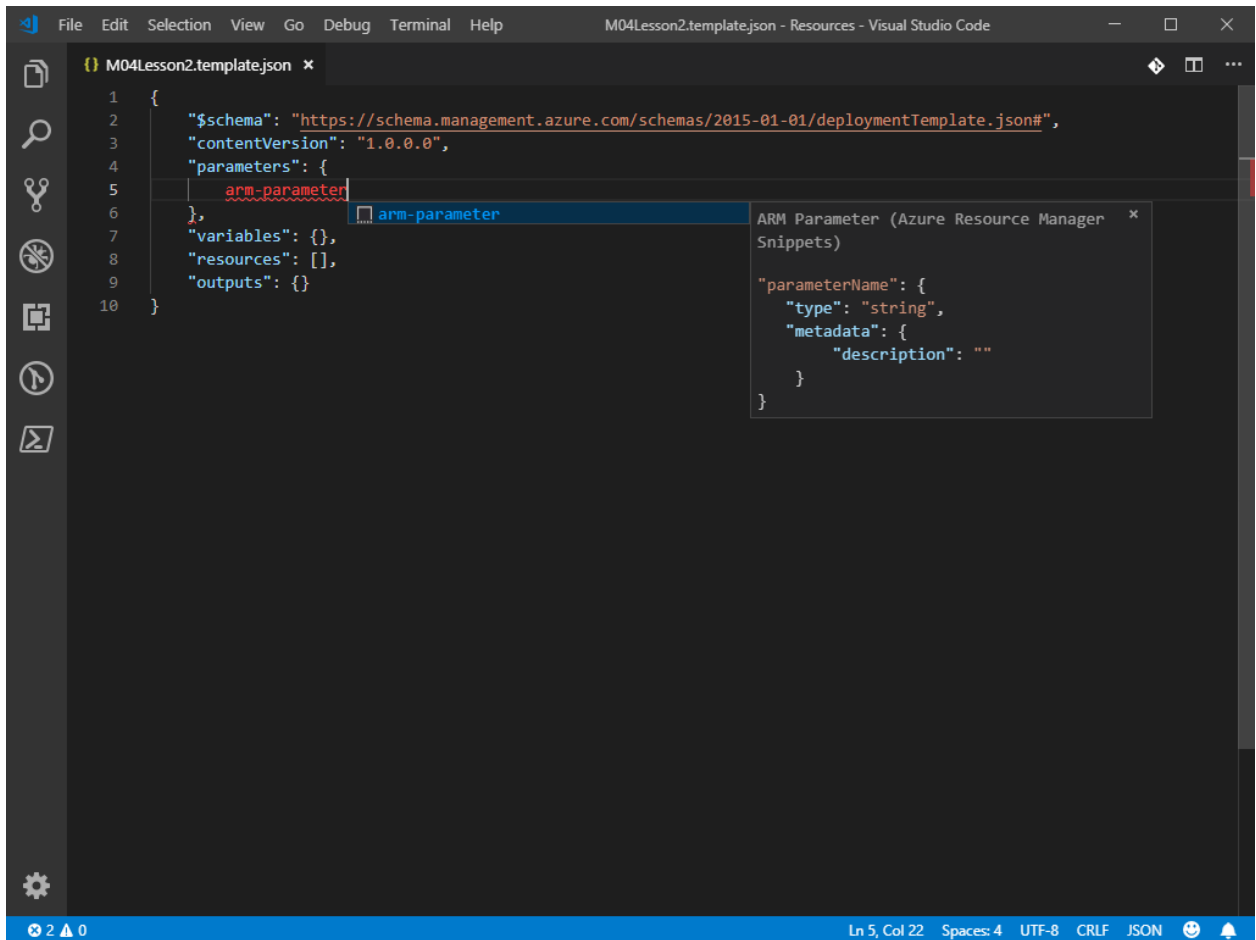 File Edit Selection View Go Debug Terminal Help M04Lesson2.template.json - Resources - Visual Studio Code
{} M04Lesson2.template.json ×
1 {
2 "$schema": "https://schema.management.azure.com/schemas/2015-01-01/deploymentTemplate.json#",
3 "contentVersion": "1.0.0.0",
4 "parameters": {
5 arm-parameter
6 },
7 "variables": {},
8 "resources": [],
9 "outputs": {}
10 }
arm-parameter
ARM Parameter (Azure Resource Manager ×
Snippets)
"parameterName": {
"type": "string",
"metadata": {
"description": ""
}
}
2 0 Ln 5, Col 22 Spaces: 4 UTF-8 CRLF JSON